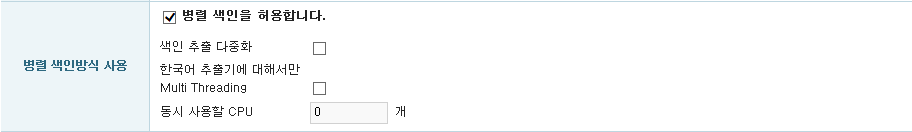 병렬 색인을 허용합니다.
색인 추출 다중화
병렬 색인방식 사용
한국어 추출기에 대해서만
Multi Threading
동시 사용할 CPU 0 개